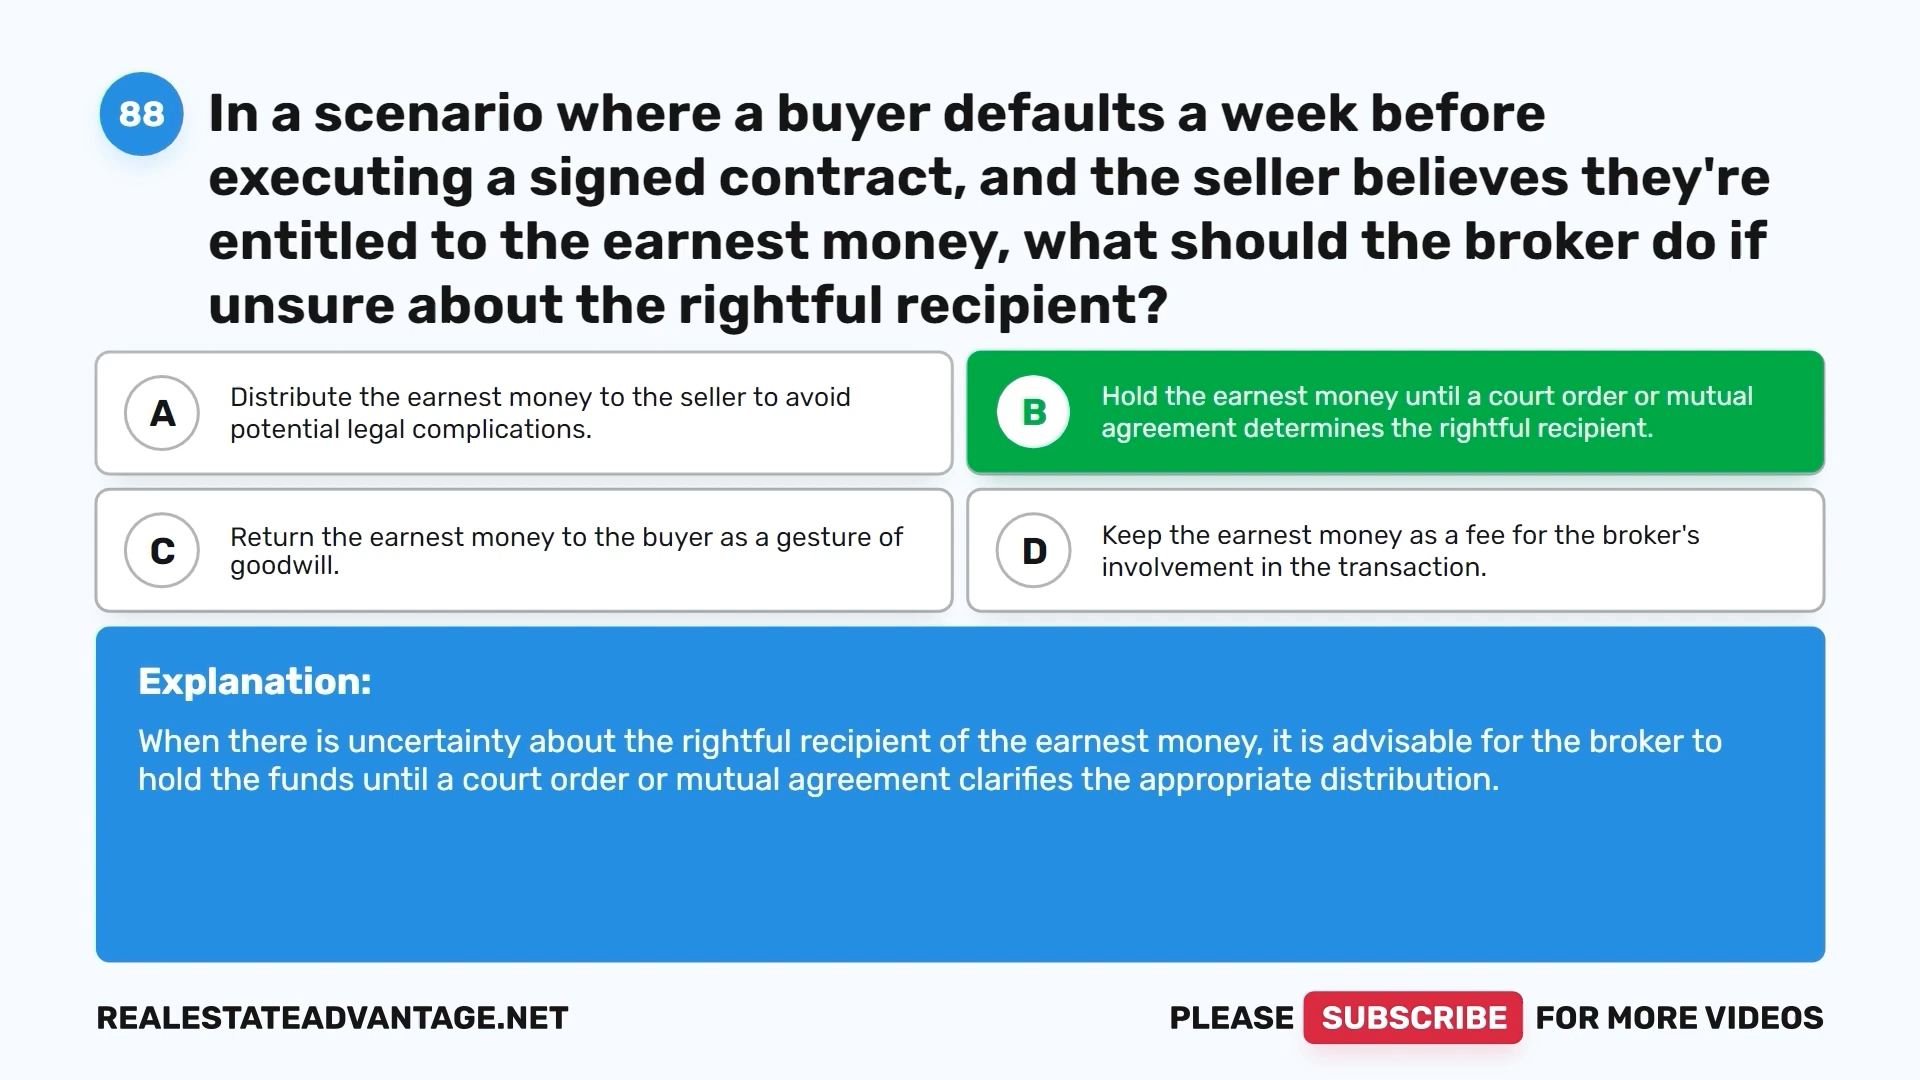 88
In a scenario where a buyer defaults a week before
executing a signed contract, and the seller believes they're
entitled to the earnest money, what should the broker do if
unsure about the rightful recipient?
A
Distribute the earnest money to the seller to avoid
potential legal complications.
B
Hold the earnest money until a court order or mutual
agreement determines the rightful recipient.
C
Return the earnest money to the buyer as a gesture of
goodwill.
D
Keep the earnest money as a fee for the broker's
involvement in the transaction.
Explanation:
When there is uncertainty about the rightful recipient of the earnest money, it is advisable for the broker to
hold the funds until a court order or mutual agreement clarifies the appropriate distribution.
REALESTATEADVANTAGE.NET
PLEASE SUBSCRIBE FOR MORE VIDEOS